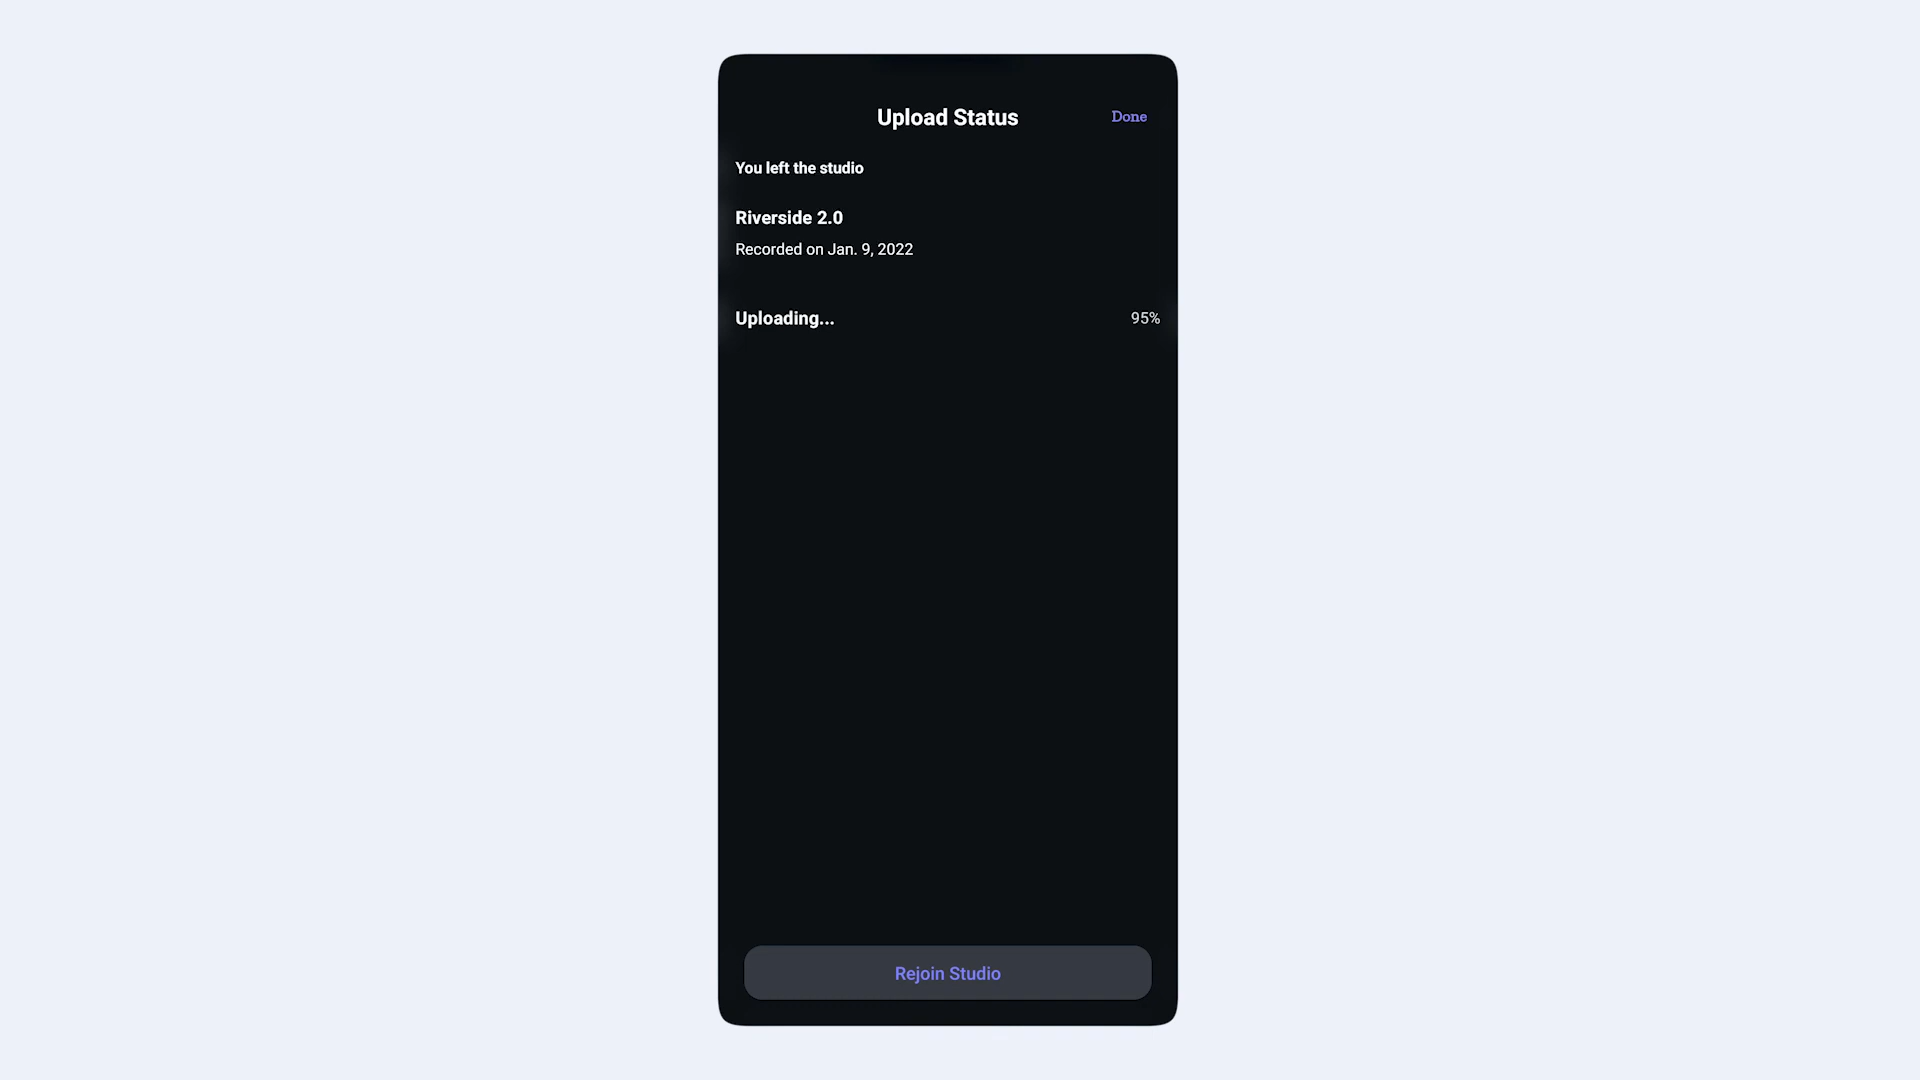 Upload Status
Done
You left the studio
Riverside 2.0
Recorded on Jan. 9, 2022
Uploading...
95%
Rejoin Studio